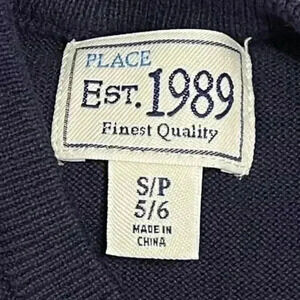 PLACE
EST. 1989
Finest Quality
S/P
5/6
MADE IN
CHINA